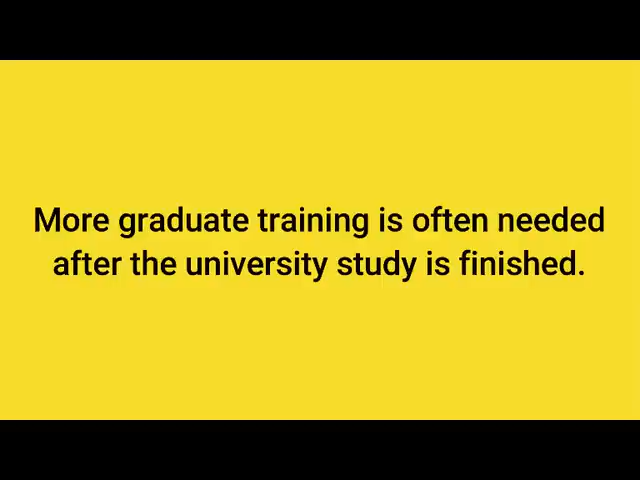 More graduate training is often needed
after the university study is finished.